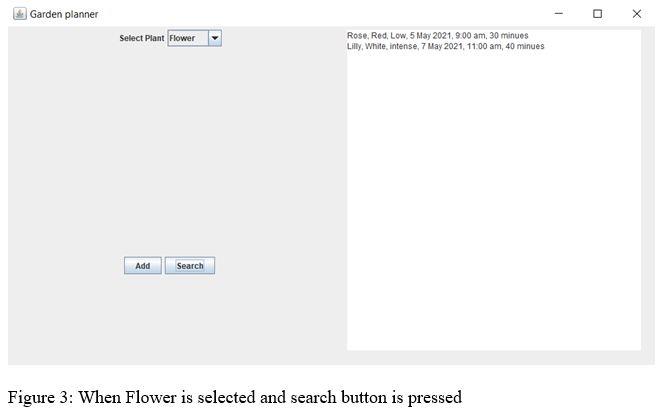 Garden planner
Select Plant Flower
Rose, Red, Low, 5 May 2021, 9:00 am, 30 minues
Lilly, White, intense, 7 May 2021, 11:00 am, 40 minutes
Add Search
Figure 3: When Flower is selected and search button is pressed